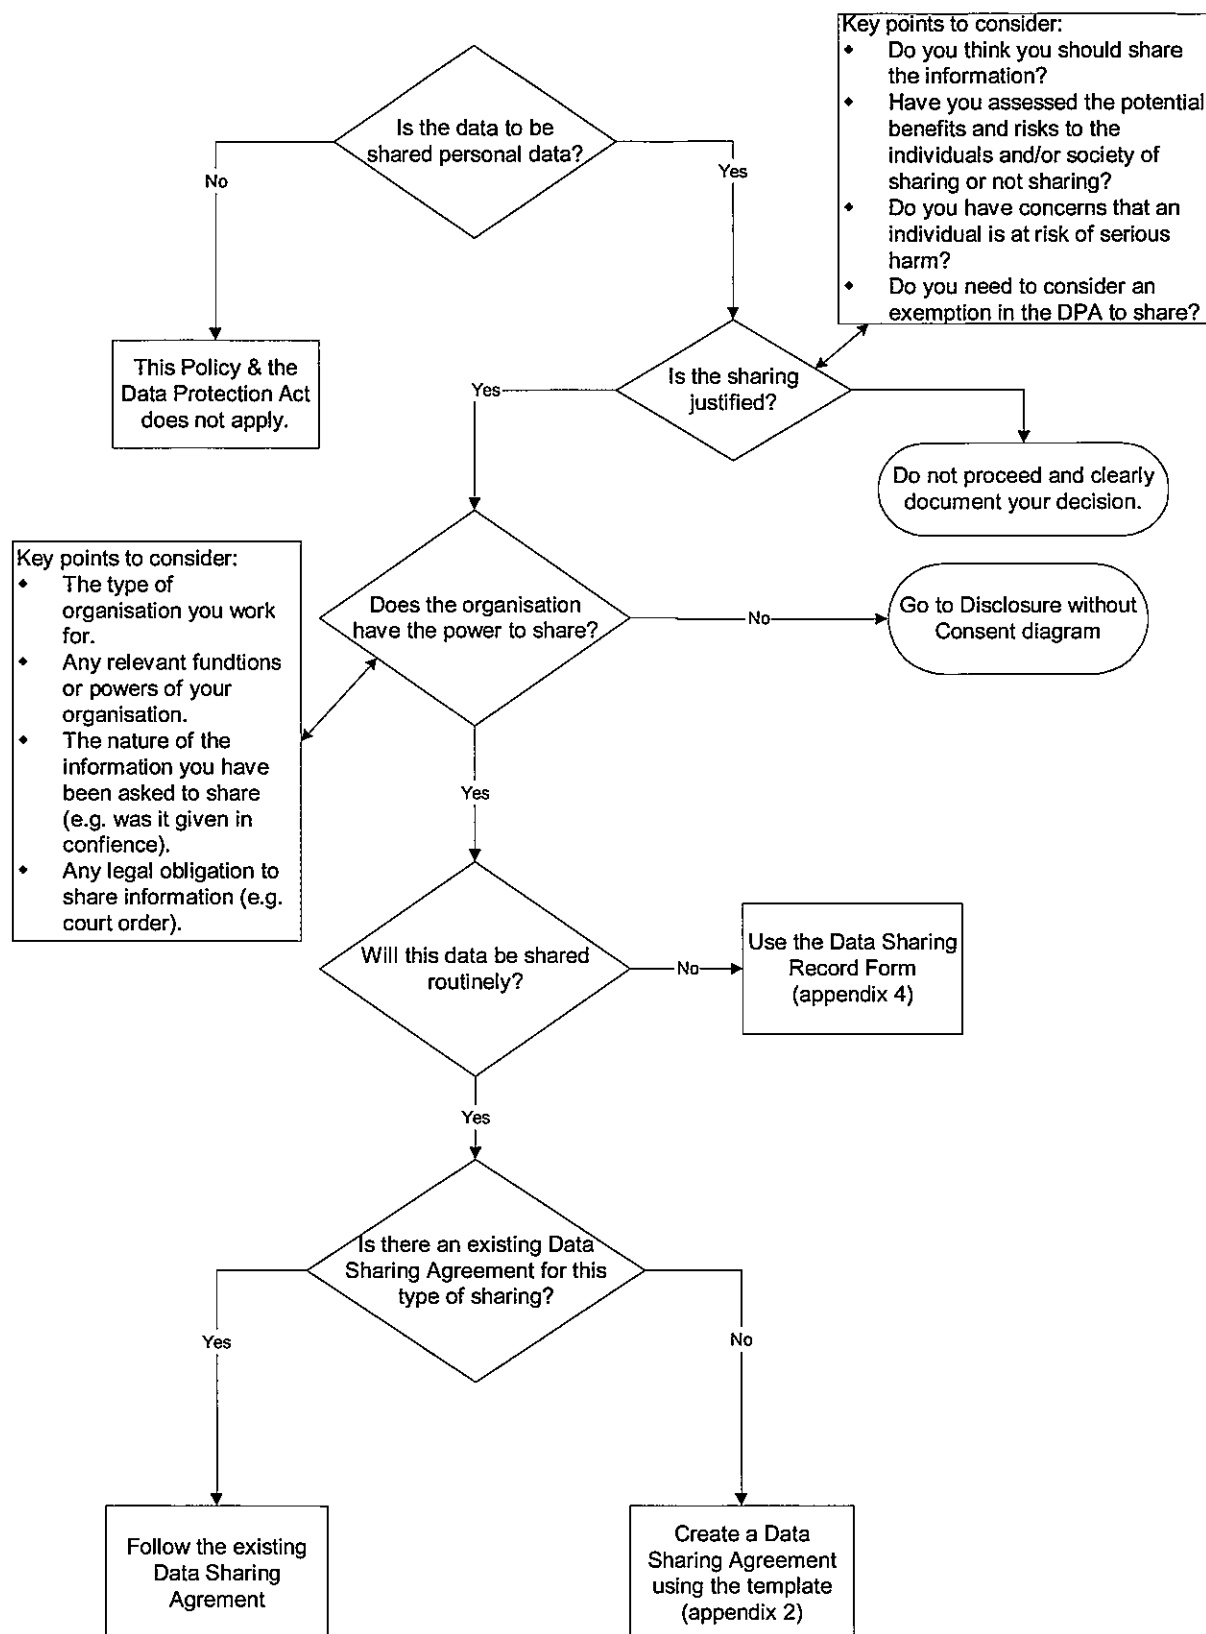 Key points to consider:
• Do you think you should share
the information?
• Have you assessed the potential
benefits and risks to the
individuals and/or society of
sharing or not sharing?
• Do you have concerns that an
individual is at risk of serious
harm?
• Do you need to consider an
exemption in the DPA to share?
Is the data to be
shared personal data?
No
Yes
This Policy & the
Data Protection Act
does not apply.
Is the sharing
justified?
Yes
Do not proceed and clearly
document your decision.
Key points to consider:
• The type of
organisation you work
for.
• Any relevant fundtions
or powers of your
organisation.
• The nature of the
information you have
been asked to share
(e.g. was it given in
confience).
• Any legal obligation to
share information (e.g.
court order).
Does the organisation
have the power to share?
No
Go to Disclosure without
Consent diagram
Yes
Will this data be shared
routinely?
No
Use the Data Sharing
Record Form
(appendix 4)
Yes
Is there an existing Data
Sharing Agreement for this
type of sharing?
Yes
No
Follow the existing
Data Sharing
Agrement
Create a Data
Sharing Agreement
using the template
(appendix 2)